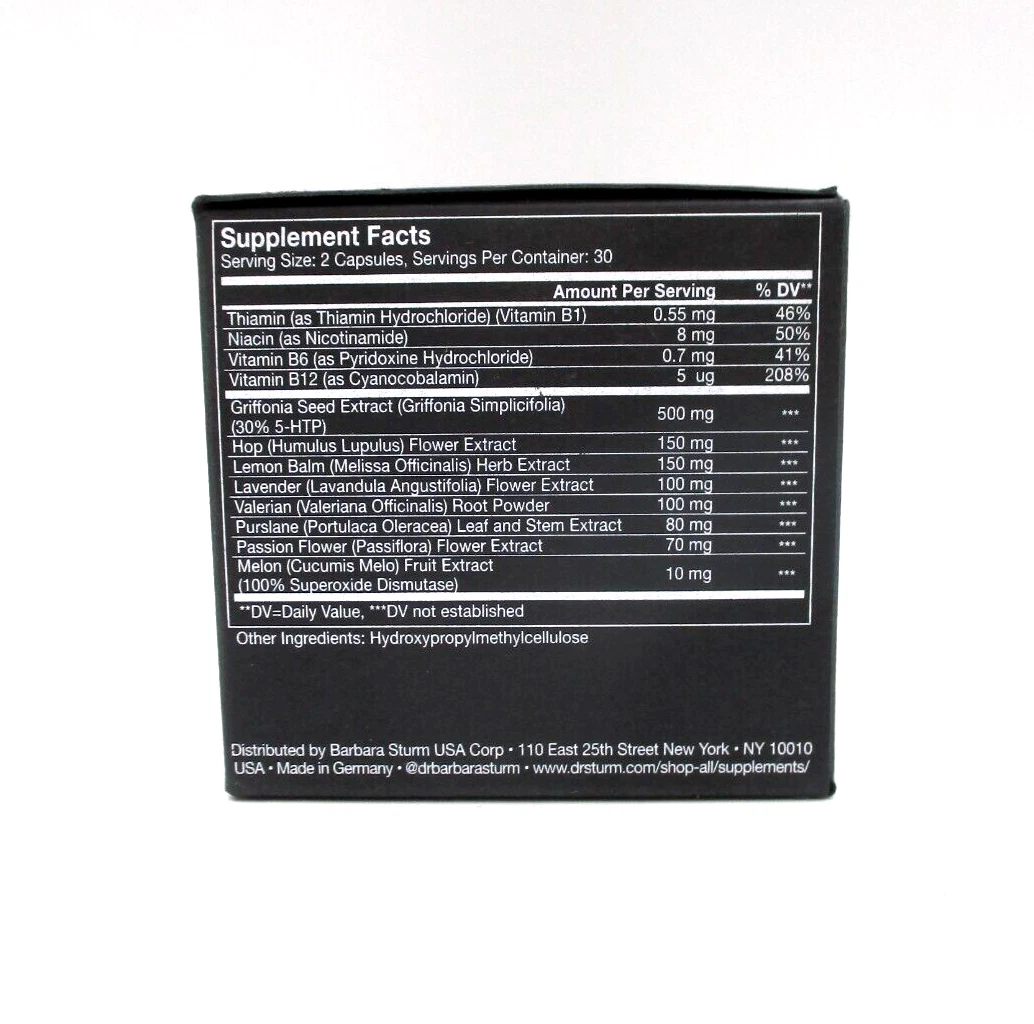 Supplement Facts
Serving Size: 2 Capsules, Servings Per Container: 30
Amount Per Serving % DV**
Thiamin (as Thiamin Hydrochloride) (Vitamin B1) 0.55 mg 46%
Niacin (as Nicotinamide) 8 mg 50%
Vitamin B6 (as Pyridoxine Hydrochloride) 0.7 mg 41%
Vitamin B12 (as Cyanocobalamin) 5 ug 208%
Griffonia Seed Extract (Griffonia Simplicifolia)
(30% 5-HTP) 500 mg ***
Hop (Humulus Lupulus) Flower Extract 150 mg ***
Lemon Balm (Melissa Officinalis) Herb Extract 150 mg ***
Lavender (Lavandula Angustifolia) Flower Extract 100 mg ***
Valerian (Valeriana Officinalis) Root Powder 100 mg ***
Purslane (Portulaca Oleracea) Leaf and Stem Extract 80 mg ***
Passion Flower (Passiflora) Flower Extract 70 mg ***
Melon (Cucumis Melo) Fruit Extract
(100% Superoxide Dismutase) 10 mg ***
**DV=Daily Value, ***DV not established
Other Ingredients: Hydroxypropylmethylcellulose
Distributed by Barbara Sturm USA Corp • 110 East 25th Street New York • NY 10010
USA • Made in Germany • @drbarbarasturm • www.drsturm.com/shop-all/supplements/